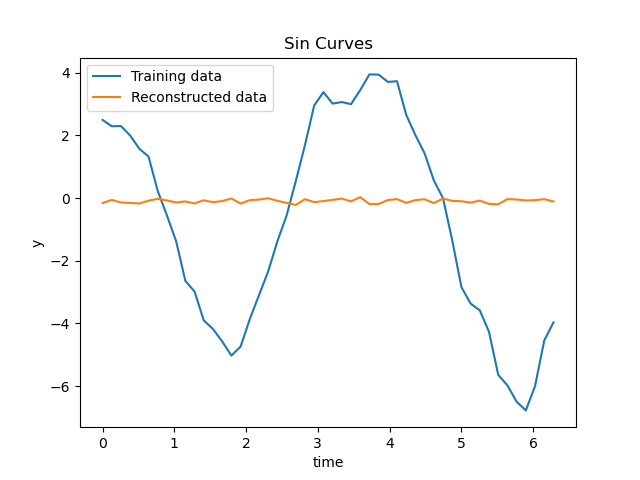 Sin Curves
Training data
Reconstructed data
4
2
0
−2
−4
−6
y
0 1 2 3 4 5 6
time